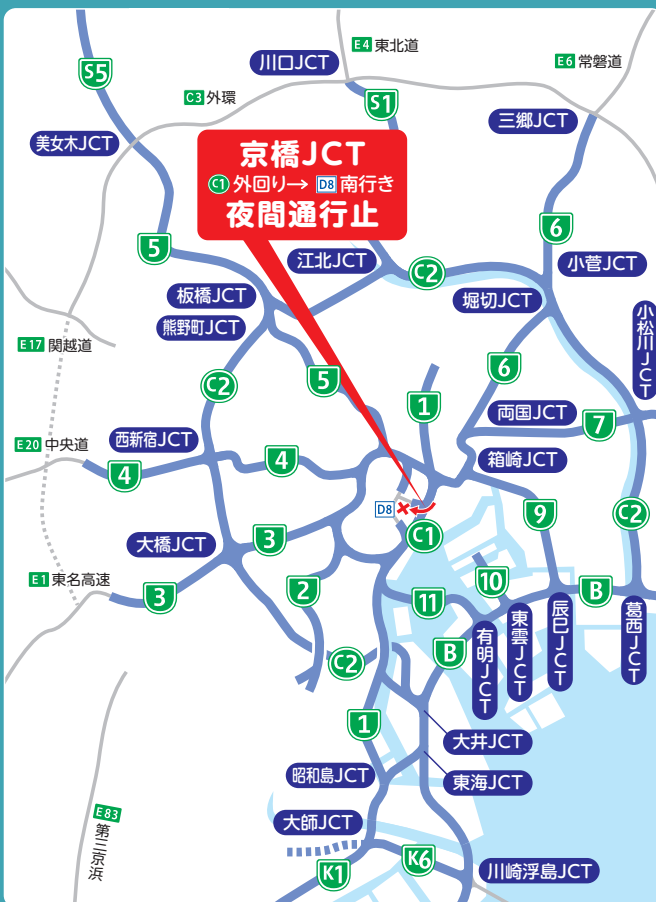 E4 東北道
川口JCT
E6 常磐道
S5
C3 外環
S1
三郷JCT
美女木JCT
京橋JCT
C1 外回り→ D8 南行き
夜間通行止
6
5
江北JCT
C2
小菅JCT
板橋JCT
堀切JCT
熊野町JCT
小松川JCT
E17 関越道
6
5
C2
1
両国JCT
7
E20 中央道
西新宿JCT
4
4
箱崎JCT
D8
9
C2
C1
3
大橋JCT
E1 東名高速
3
2
11
10
B
有明JCT
東雲JCT
辰巳JCT
葛西JCT
B
C2
1
大井JCT
昭和島JCT
東海JCT
E83 第三京浜
大師JCT
K1
K6
川崎浮島JCT